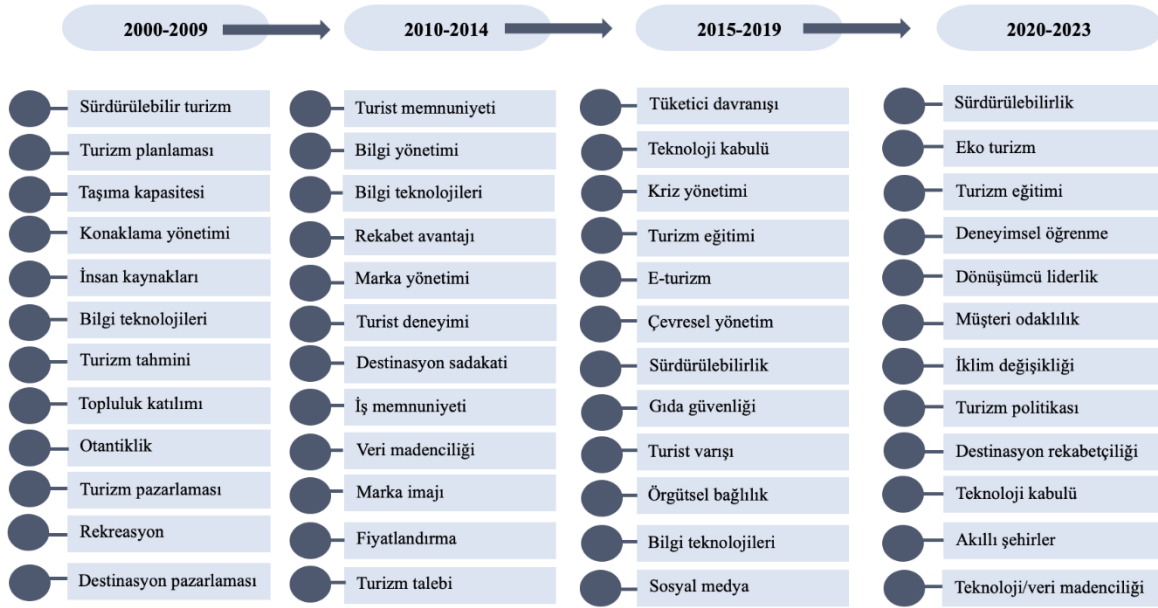 2000-2009
2010-2014
2015-2019
2020-2023
Sürdürülebilir turizm
Turizm planlaması
Taşıma kapasitesi
Konaklama yönetimi
İnsan kaynakları
Bilgi teknolojileri
Turizm tahmini
Topluluk katılımı
Otantiklik
Turizm pazarlaması
Rekreasyon
Destinasyon pazarlaması
Turist memnuniyeti
Bilgi yönetimi
Bilgi teknolojileri
Rekabet avantajı
Marka yönetimi
Turist deneyimi
Destinasyon sadakati
İş memnuniyeti
Veri madenciliği
Marka imajı
Fiyatlandırma
Turizm talebi
Tüketici davranışı
Teknoloji kabulü
Kriz yönetimi
Turizm eğitimi
E-turizm
Çevresel yönetim
Sürdürülebilirlik
Gıda güvenliği
Turist varışı
Örgütsel bağlılık
Bilgi teknolojileri
Sosyal medya
Sürdürülebilirlik
Eko turizm
Turizm eğitimi
Deneyimsel öğrenme
Dönüşümcü liderlik
Müşteri odaklılık
İklim değişikliği
Turizm politikası
Destinasyon rekabetçiliği
Teknoloji kabulü
Akıllı şehirler
Teknoloji/veri madenciliği